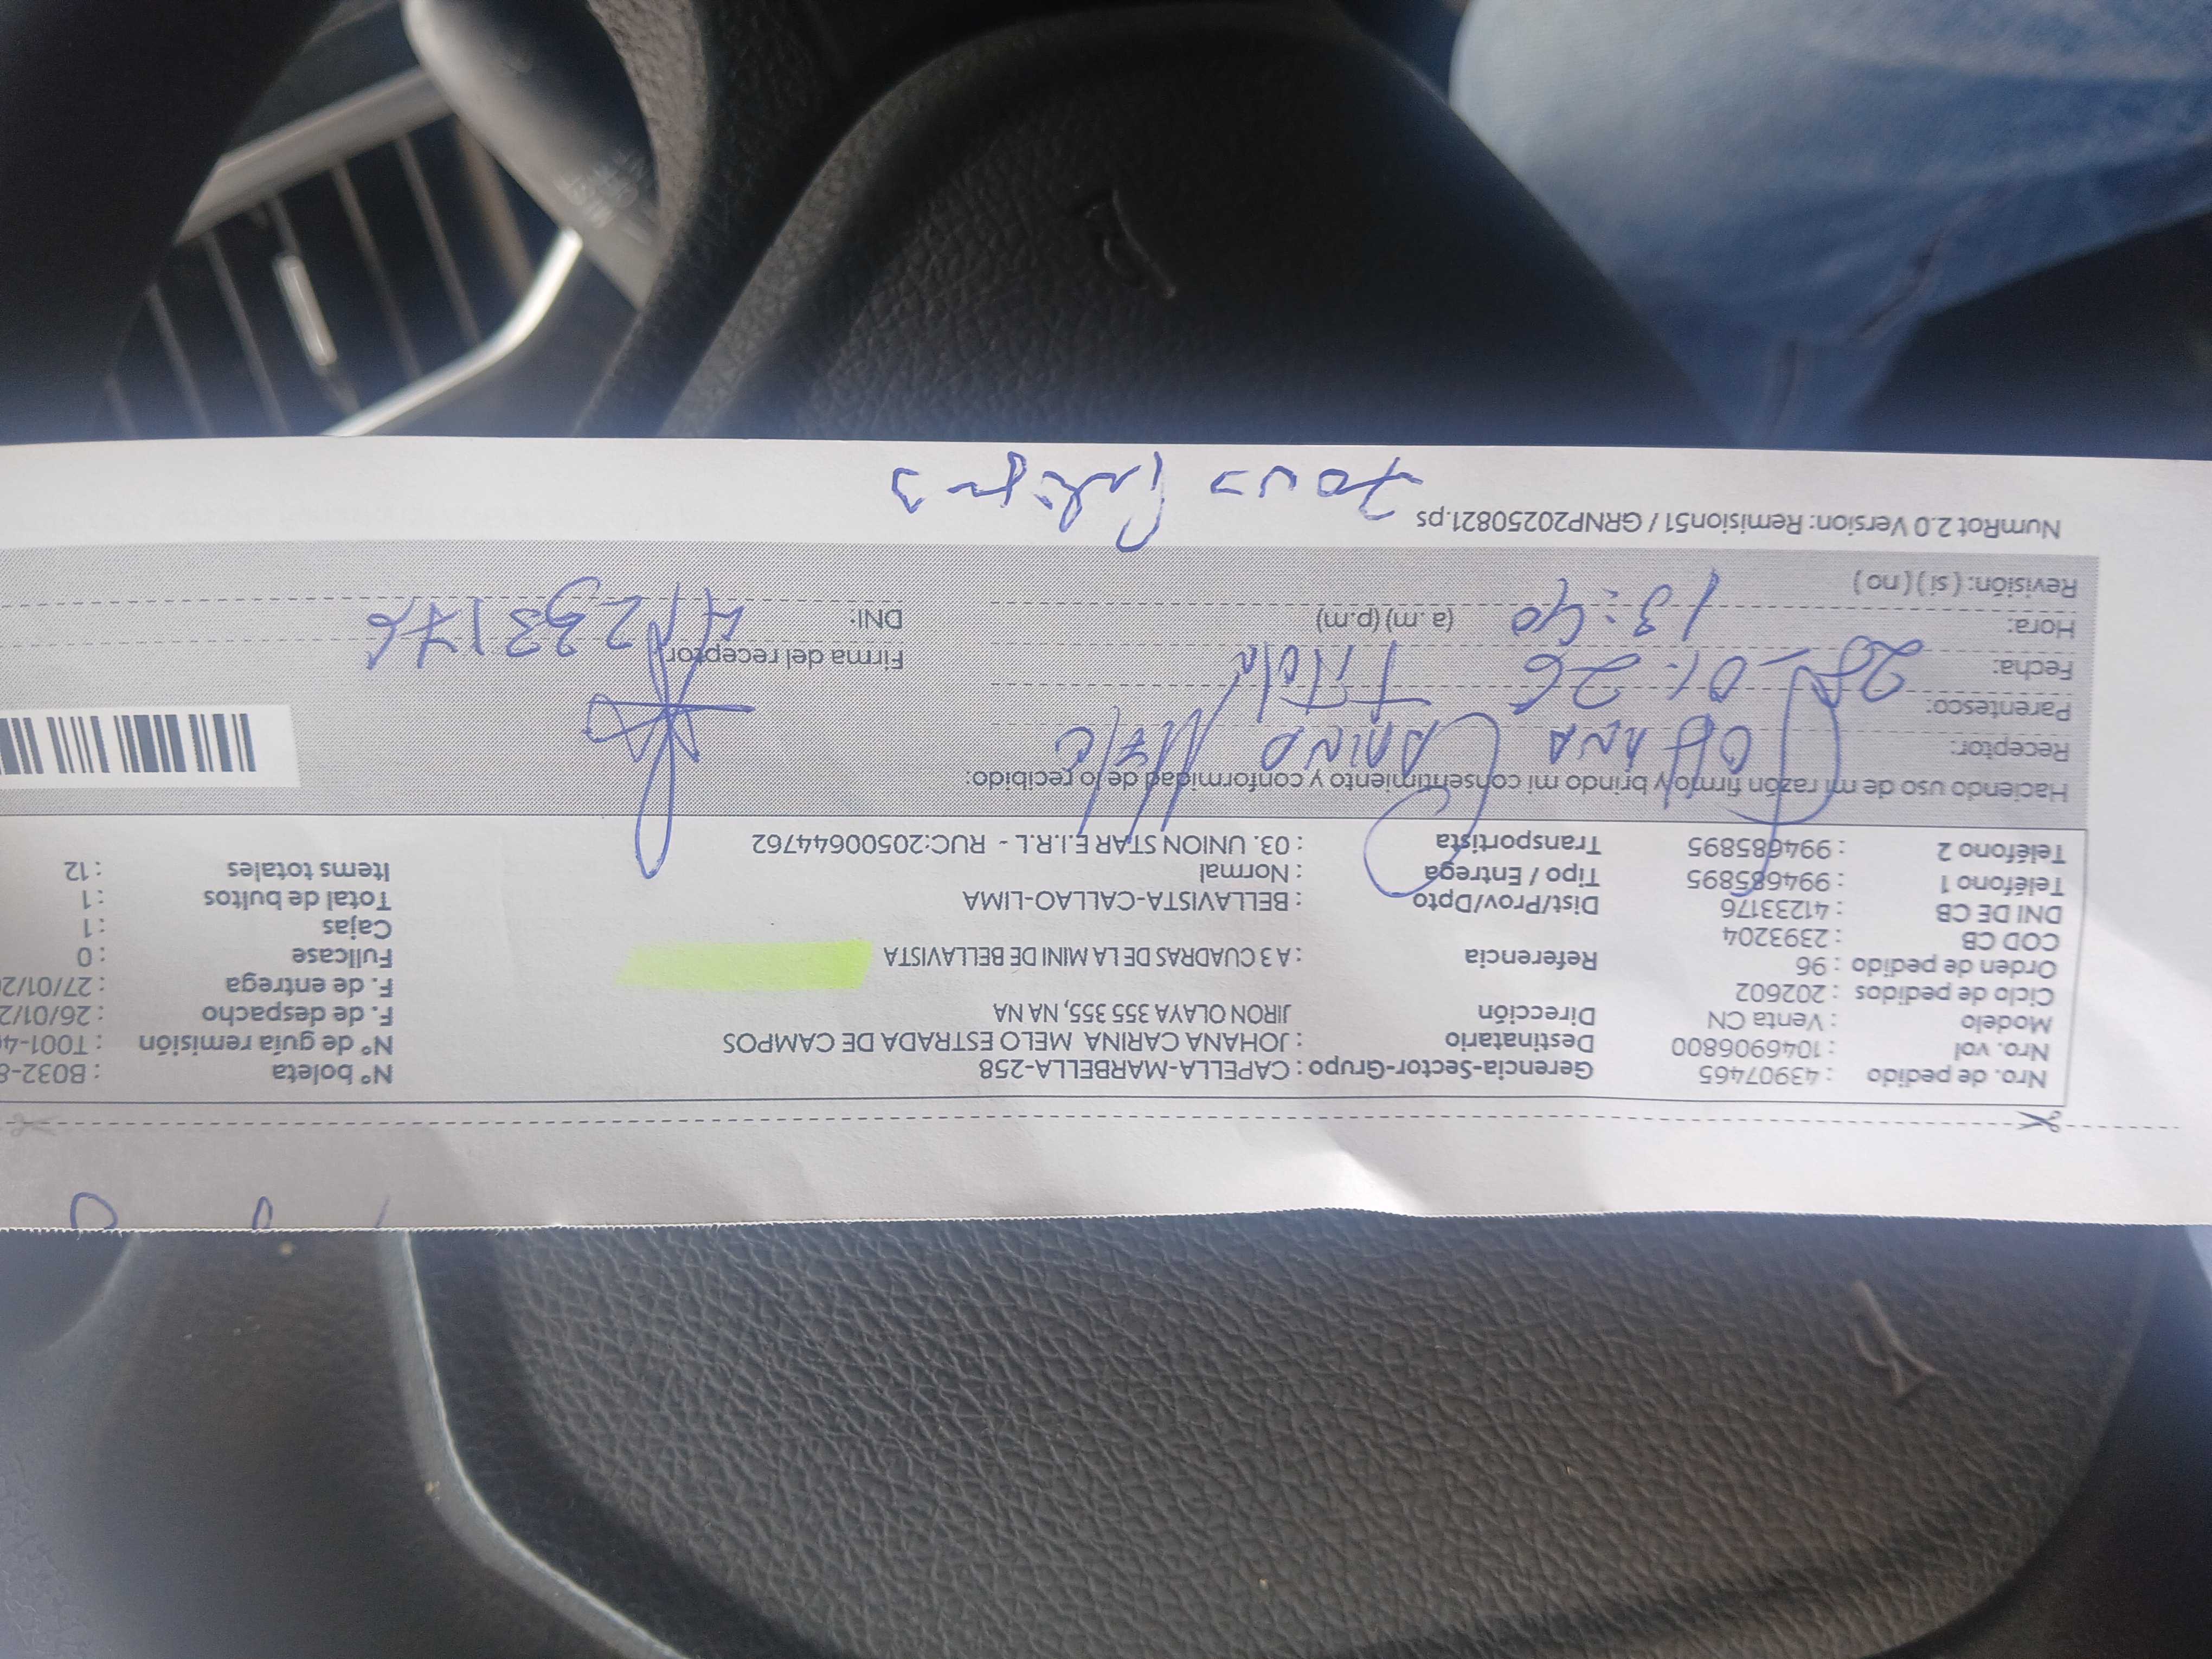 Nro. de pedido : 43907465 Gerencia-Sector-Grupo : CAPELLA-MARBELLA-258 N° boleta : B032-8
Nro. vol : 1046906800 Destinatario : JOHANA CARINA MELO ESTRADA DE CAMPOS N° de guía remisión : T001-4
Modelo : Venta CN Dirección JIRON OLAYA 355 355, NA NA F. de despacho : 26/01/2
Ciclo de pedidos : 202602 F. de entrega : 27/01/20
Orden de pedido : 96 Referencia : A 3 CUADRAS DE LA MINI DE BELLAVISTA Fullcase : 0
COD CB : 2393204 Cajas : 1
DNI DE CB : 41233176 Dist/Prov/Dpto : BELLAVISTA-CALLAO-LIMA Total de bultos : 1
Teléfono 1 : 994685895 Tipo / Entrega : Normal Items totales : 12
Teléfono 2 : 994685895 Transportista : 03. UNION STAR E.I.R.L - RUC:20500644762
Haciendo uso de mi razón firmo y brindo mi consentimiento y conformidad de lo recibido:
Receptor: JOHANA CARINA
Parentesco: Titular
Fecha: 28-01-26 Firma del receptor
Hora: 13:40 (a.m) (p.m) DNI: 41233176
Revisión: ( si ) ( no )
NumRot 2.0 Version: Remision51 / GRNP20250821.ps